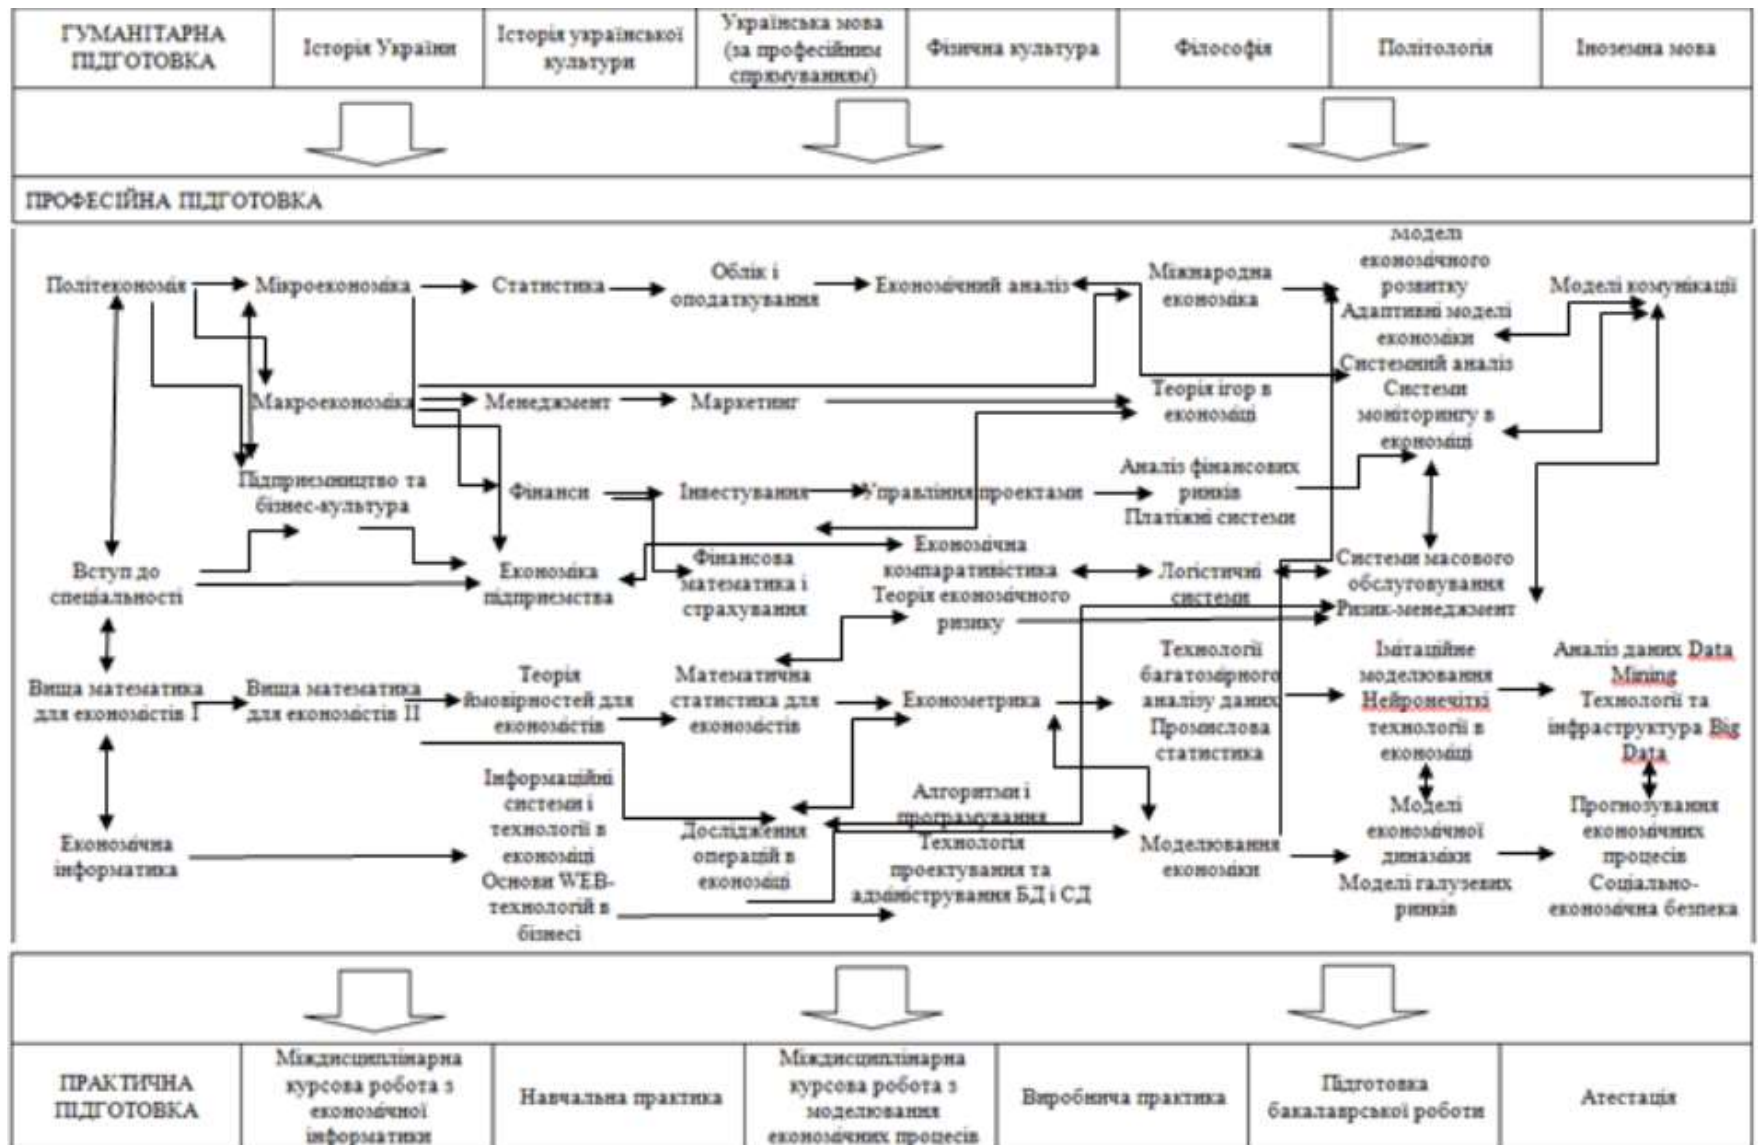 ГУМАНІТАРНА
ПІДГОТОВКА
Історія України
Історія української
культури
Українська мова
(за професійним
спрямуванням)
Фізична культура
Філософія
Політологія
Іноземна мова
ПРОФЕСІЙНА ПІДГОТОВКА
Політекономія
Мікроекономіка
Статистика
Облік і
оподаткування
Економічний аналіз
Міжнародна
економіка
Моделі
економічного
розвитку
Адаптивні моделі
економіки
Системний аналіз
Системи
моніторингу в
економіці
Моделі комунікації
Макроекономіка
Менеджмент
Маркетинг
Теорія ігор в
економіці
Підприємництво та
бізнес-культура
Фінанси
Інвестування
Управління проектами
Аналіз фінансових
ринків
Платіжні системи
Вступ до
спеціальності
Економіка
підприємства
Фінансова
математика і
страхування
Економічна
компаративістика
Теорія економічного
ризику
Логістичні
системи
Системи масового
обслуговування
Ризик-менеджмент
Вища математика
для економістів І
Вища математика
для економістів ІІ
Теорія
ймовірностей для
економістів
Математична
статистика для
економістів
Економетрика
Технології
багатомірного
аналізу даних
Промислова
статистика
Імітаційне
моделювання
Нейронечіткі
технології в
економіці
Аналіз даних Data
Mining
Технології та
інфраструктура Big
Data
Економічна
інформатика
Інформаційні
системи і
технології в
економіці
Основи WEB-
технологій в
бізнесі
Дослідження
операцій в
економіці
Алгоритми і
програмування
Технологія
проектування та
адміністрування БД і СД
Моделювання
економіки
Моделі
економічної
динаміки
Моделі галузевих
ринків
Прогнозування
економічних
процесів
Соціально-
економічна безпека
ПРАКТИЧНА
ПІДГОТОВКА
Міждисциплінарна
курсова робота з
економічної
інформатики
Навчальна практика
Міждисциплінарна
курсова робота з
моделювання
економічних процесів
Виробнича практика
Підготовка
бакалаврської роботи
Атестація